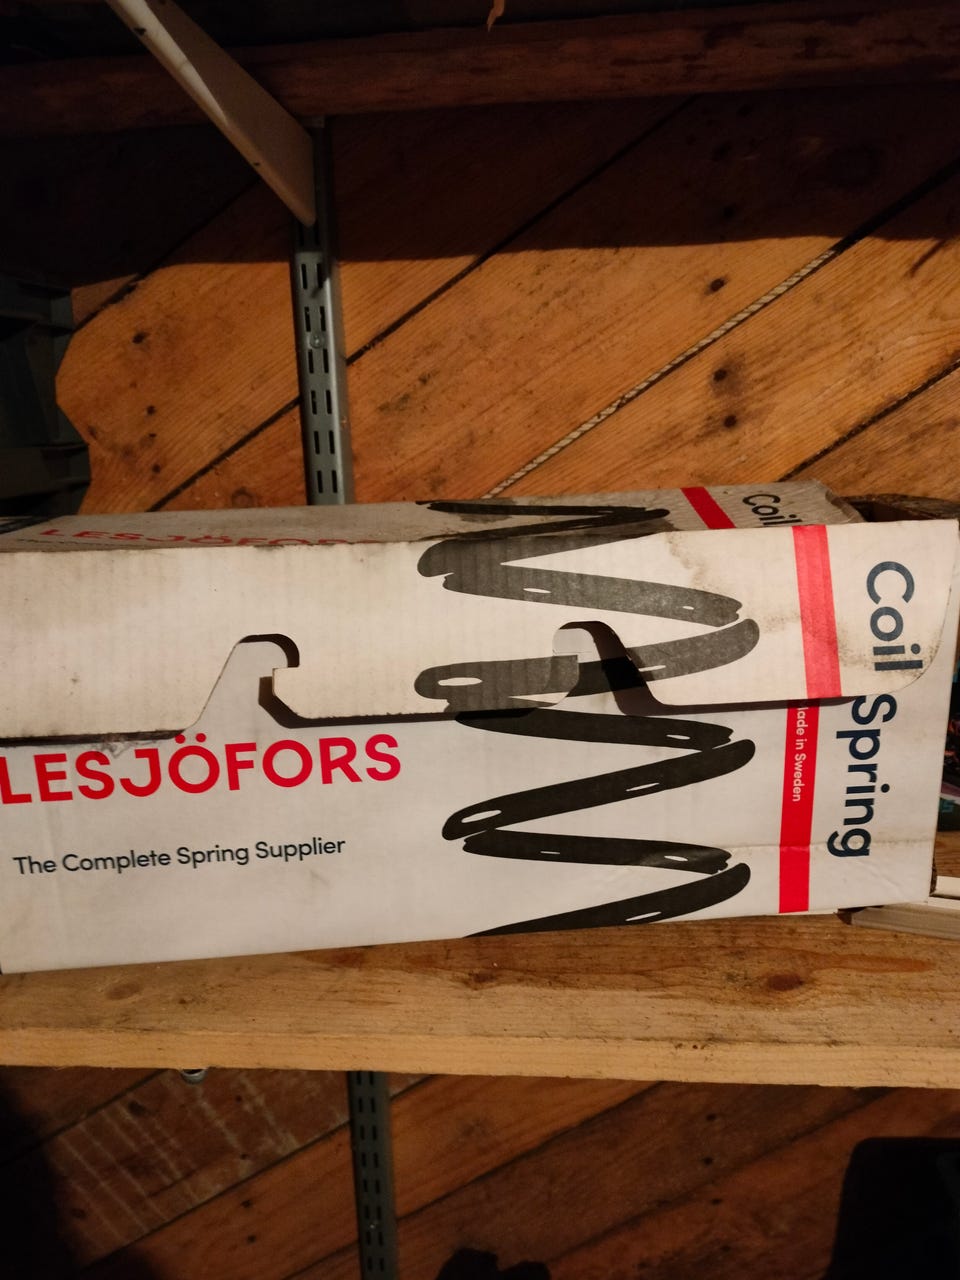 LESJÖFORS
Coil
Coil Spring
LESJÖFORS
The Complete Spring Supplier
lade in Sweden